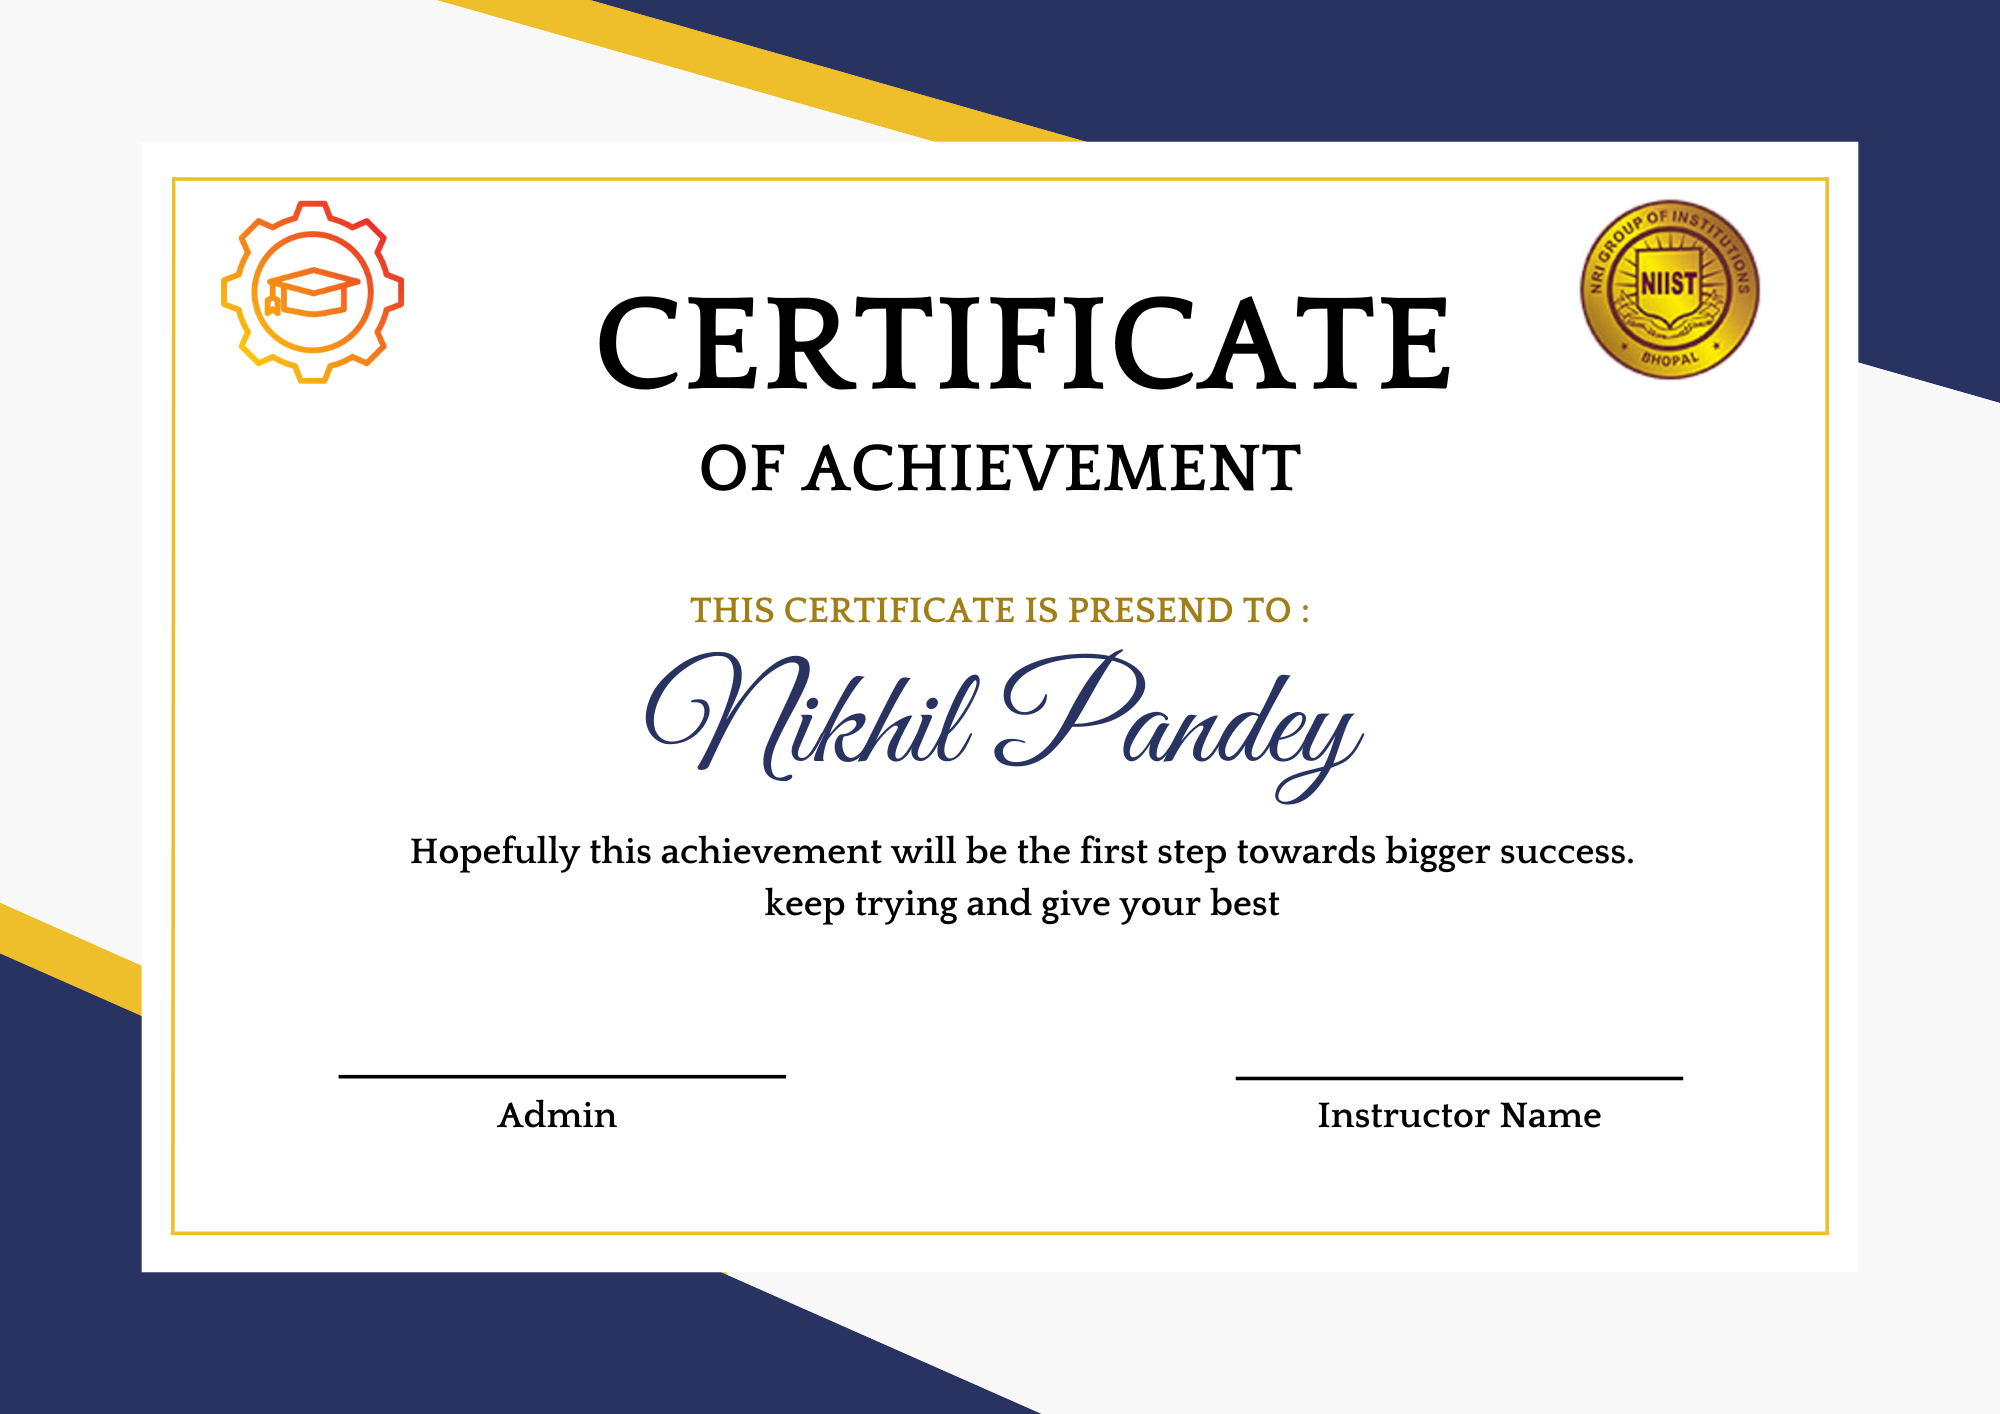 NRI GROUP OF INSTITUTIONS
NIIST
BHOPAL
CERTIFICATE
OF ACHIEVEMENT
THIS CERTIFICATE IS PRESEND TO :
Nikhil Pandey
Hopefully this achievement will be the first step towards bigger success.
keep trying and give your best
Admin
Instructor Name